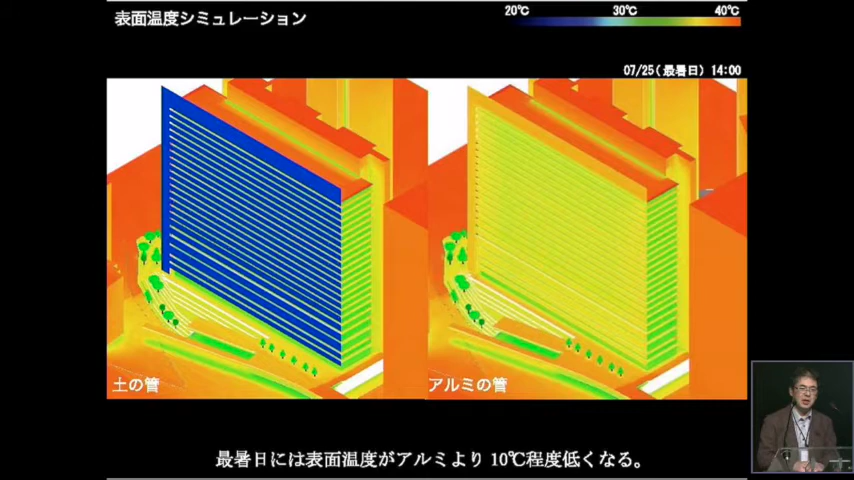 表面温度シミュレーション
20℃ 30℃ 40℃
07/25(最暑日) 14:00
土の管
アルミの管
最暑日には表面温度がアルミより 10℃程度低くなる。